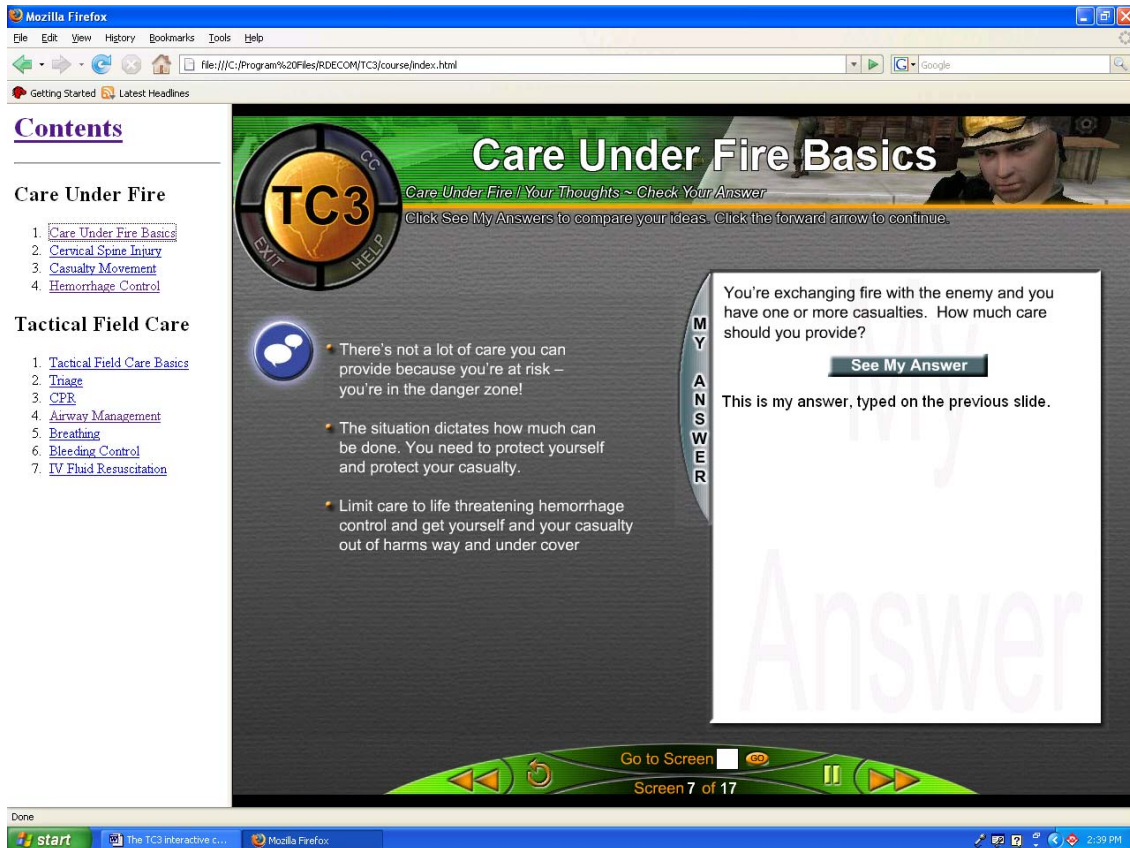 Mozilla Firefox
File Edit View History Bookmarks Tools Help
file:///C:/Program%20Files/RDECOM/TC3/course/index.html
G Google
Getting Started Latest Headlines
Contents
Care Under Fire
1. Care Under Fire Basics
2. Cervical Spine Injury
3. Casualty Movement
4. Hemorrhage Control
Tactical Field Care
1. Tactical Field Care Basics
2. Triage
3. CPR
4. Airway Management
5. Breathing
6. Bleeding Control
7. IV Fluid Resuscitation
TC3
CC
EXIT
HELP
Care Under Fire Basics
Care Under Fire / Your Thoughts ~ Check Your Answer
Click See My Answers to compare your ideas. Click the forward arrow to continue.
There's not a lot of care you can
provide because you're at risk –
you're in the danger zone!
The situation dictates how much can
be done. You need to protect yourself
and protect your casualty.
Limit care to life threatening hemorrhage
control and get yourself and your casualty
out of harms way and under cover
MY ANSWER
You're exchanging fire with the enemy and you
have one or more casualties. How much care
should you provide?
See My Answer
This is my answer, typed on the previous slide.
My
Answer
Go to Screen GO
Screen 7 of 17
Done
start The TC3 interactive c... Mozilla Firefox 2:39 PM